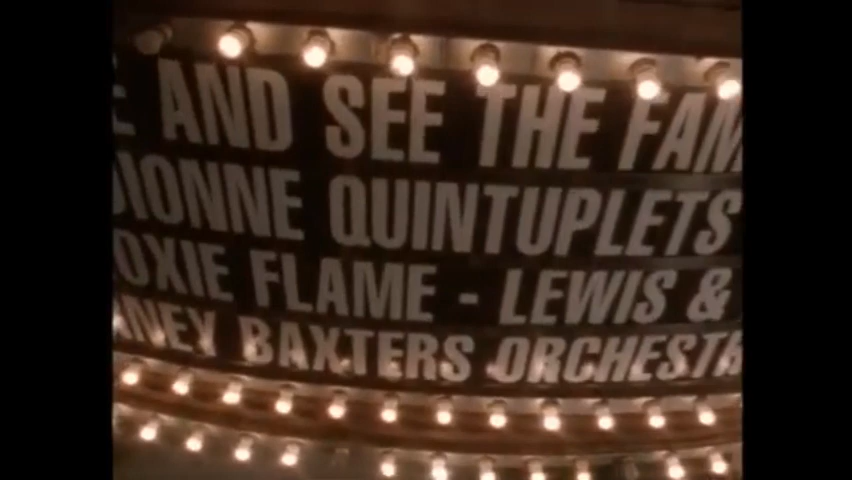 E AND SEE THE FAM
DIONNE QUINTUPLETS
OXIE FLAME - LEWIS &
NEY BAXTERS ORCHESTR